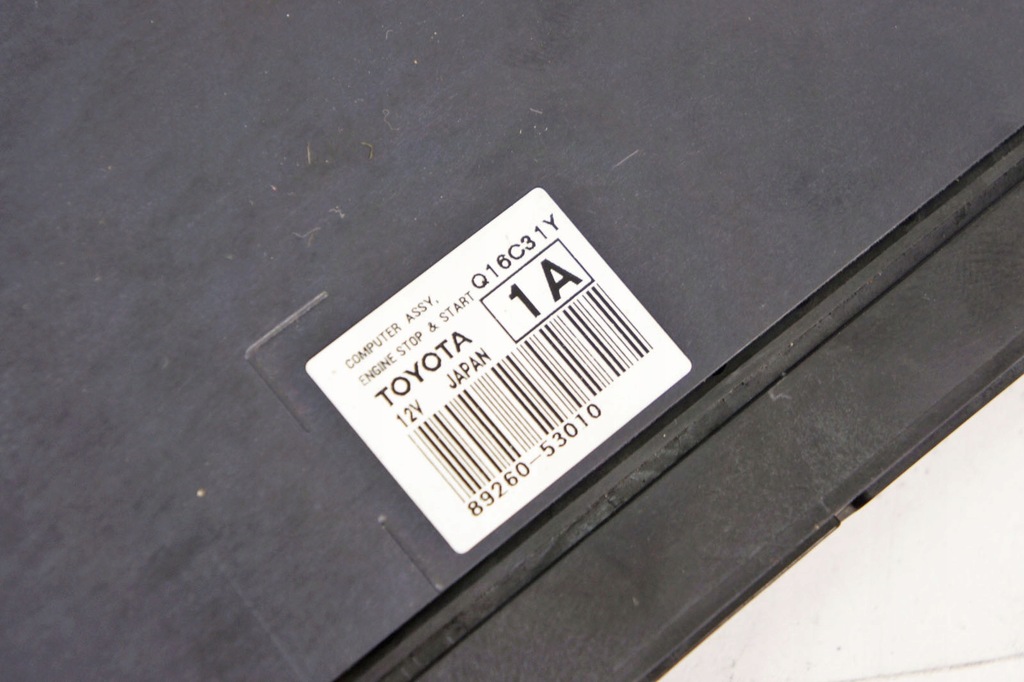 COMPUTER ASSY,
ENGINE STOP & START Q16C31Y
TOYOTA 1A
12V JAPAN
89260-53010